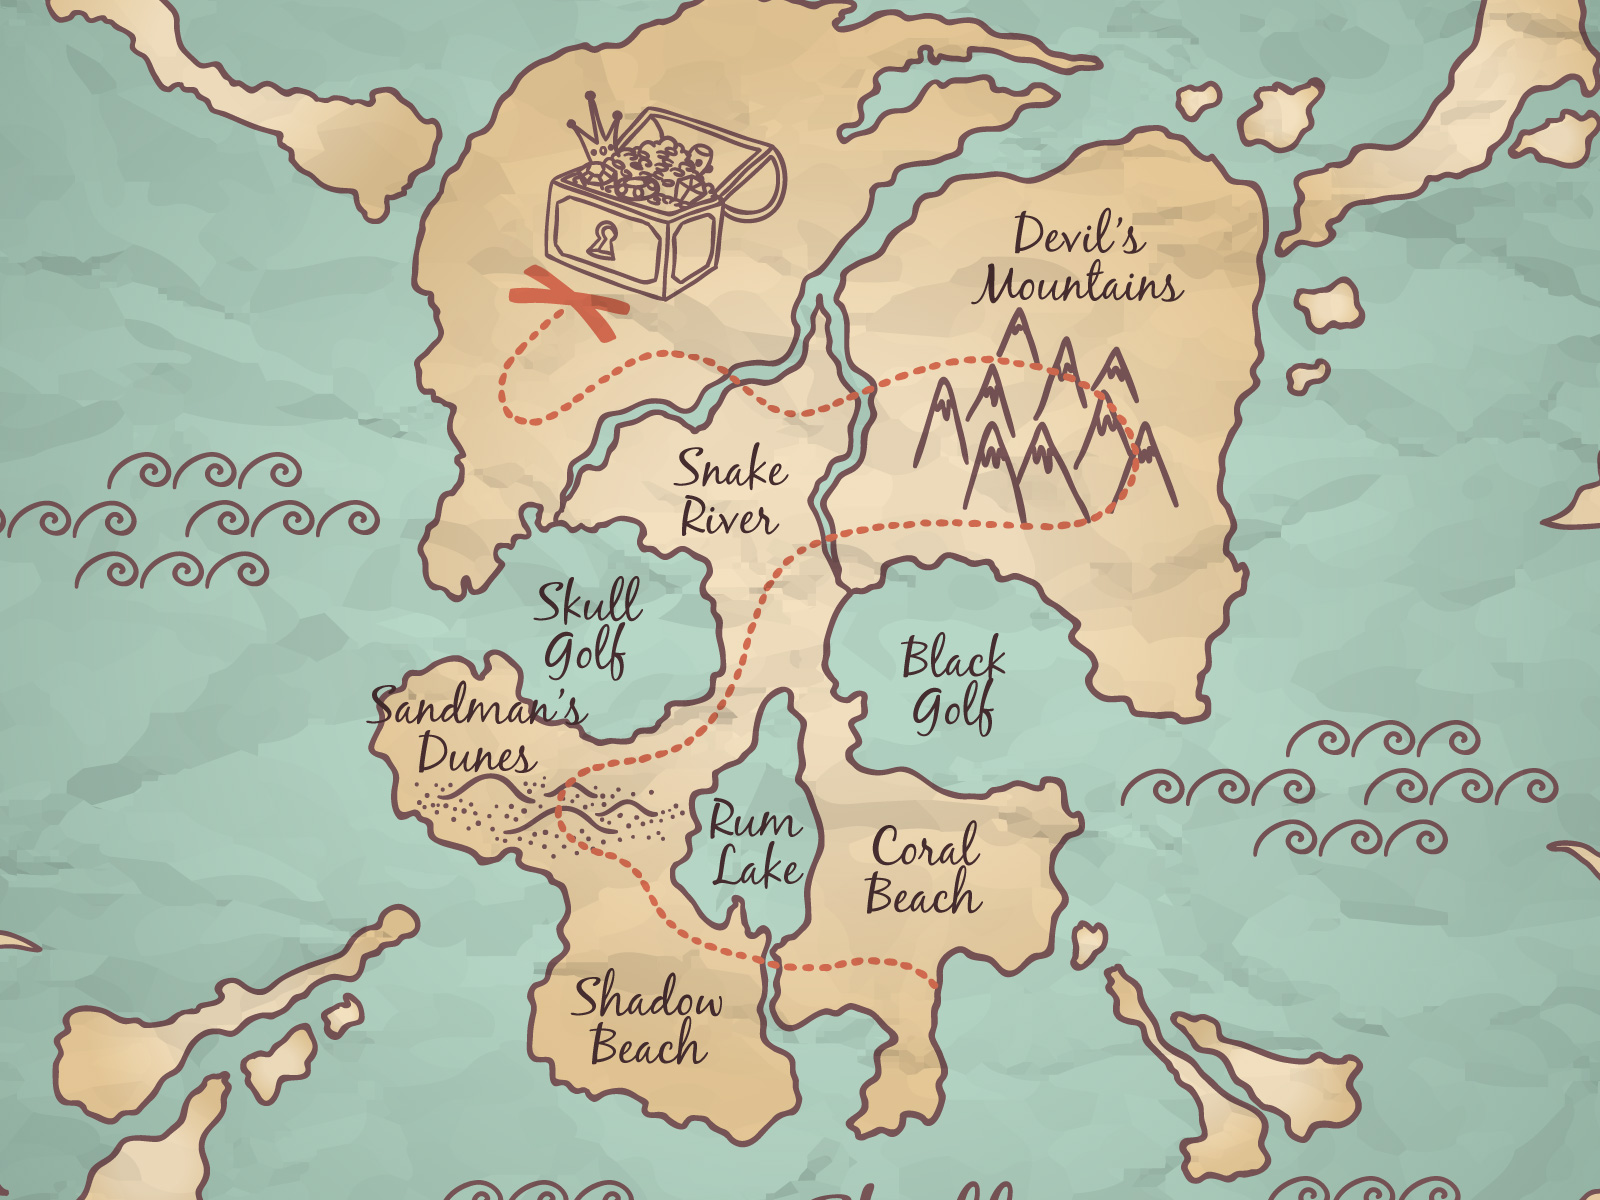 Devil's
Mountains
Snake
River
Skull
Golf
Black
Golf
Sandman's
Dunes
Rum
Lake
Coral
Beach
Shadow
Beach